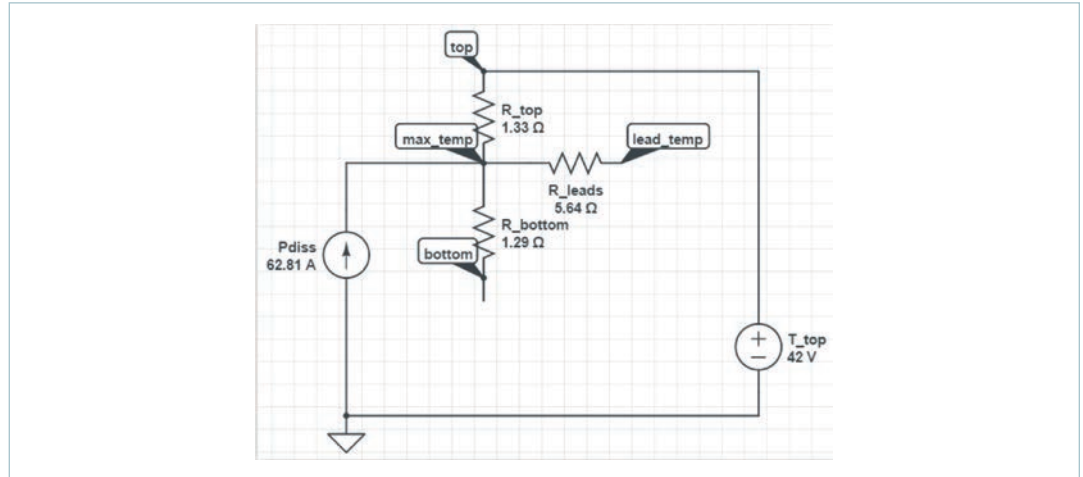 top
R_top
1.33 Ω
max_temp
lead_temp
R_leads
5.64 Ω
R_bottom
1.29 Ω
bottom
Pdiss
62.81 A
+
−
T_top
42 V